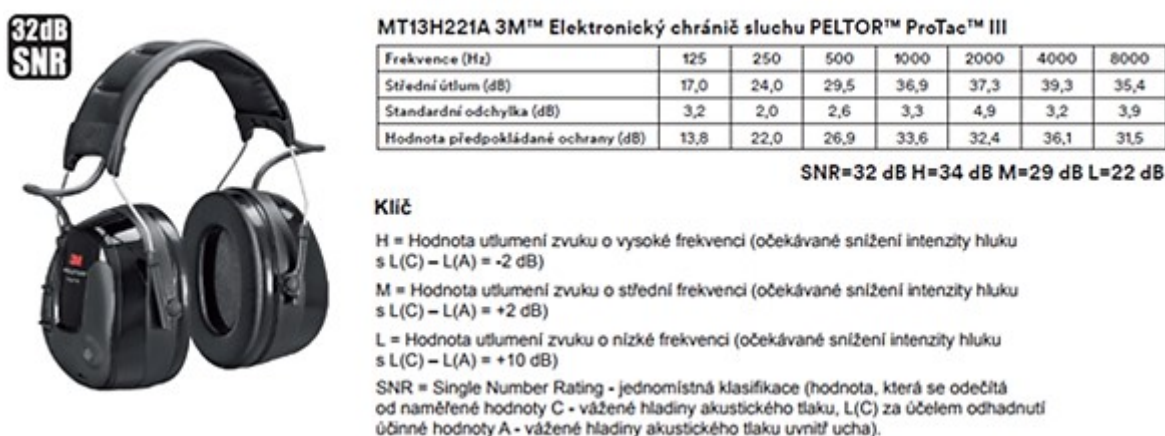 32dB
SNR
MT13H221A 3M™ Elektronický chránič sluchu PELTOR™ ProTac™ III
Frekvence (Hz) 125 250 500 1000 2000 4000 8000
Střední útlum (dB) 17,0 24,0 29,5 36,9 37,3 39,3 35,4
Standardní odchylka (dB) 3,2 2,0 2,6 3,3 4,9 3,2 3,9
Hodnota předpokládané ochrany (dB) 13,8 22,0 26,9 33,6 32,4 36,1 31,5
SNR=32 dB H=34 dB M=29 dB L=22 dB
Klíč
H = Hodnota utlumení zvuku o vysoké frekvenci (očekávané snížení intenzity hluku
s L(C) – L(A) = -2 dB)
M = Hodnota utlumení zvuku o střední frekvenci (očekávané snížení intenzity hluku
s L(C) – L(A) = +2 dB)
L = Hodnota utlumení zvuku o nízké frekvenci (očekávané snížení intenzity hluku
s L(C) – L(A) = +10 dB)
SNR = Single Number Rating - jednomístná klasifikace (hodnota, která se odečítá
od naměřené hodnoty C - vážené hladiny akustického tlaku, L(C) za účelem odhadnutí
účinné hodnoty A - vážené hladiny akustického tlaku uvnitř ucha).
3M